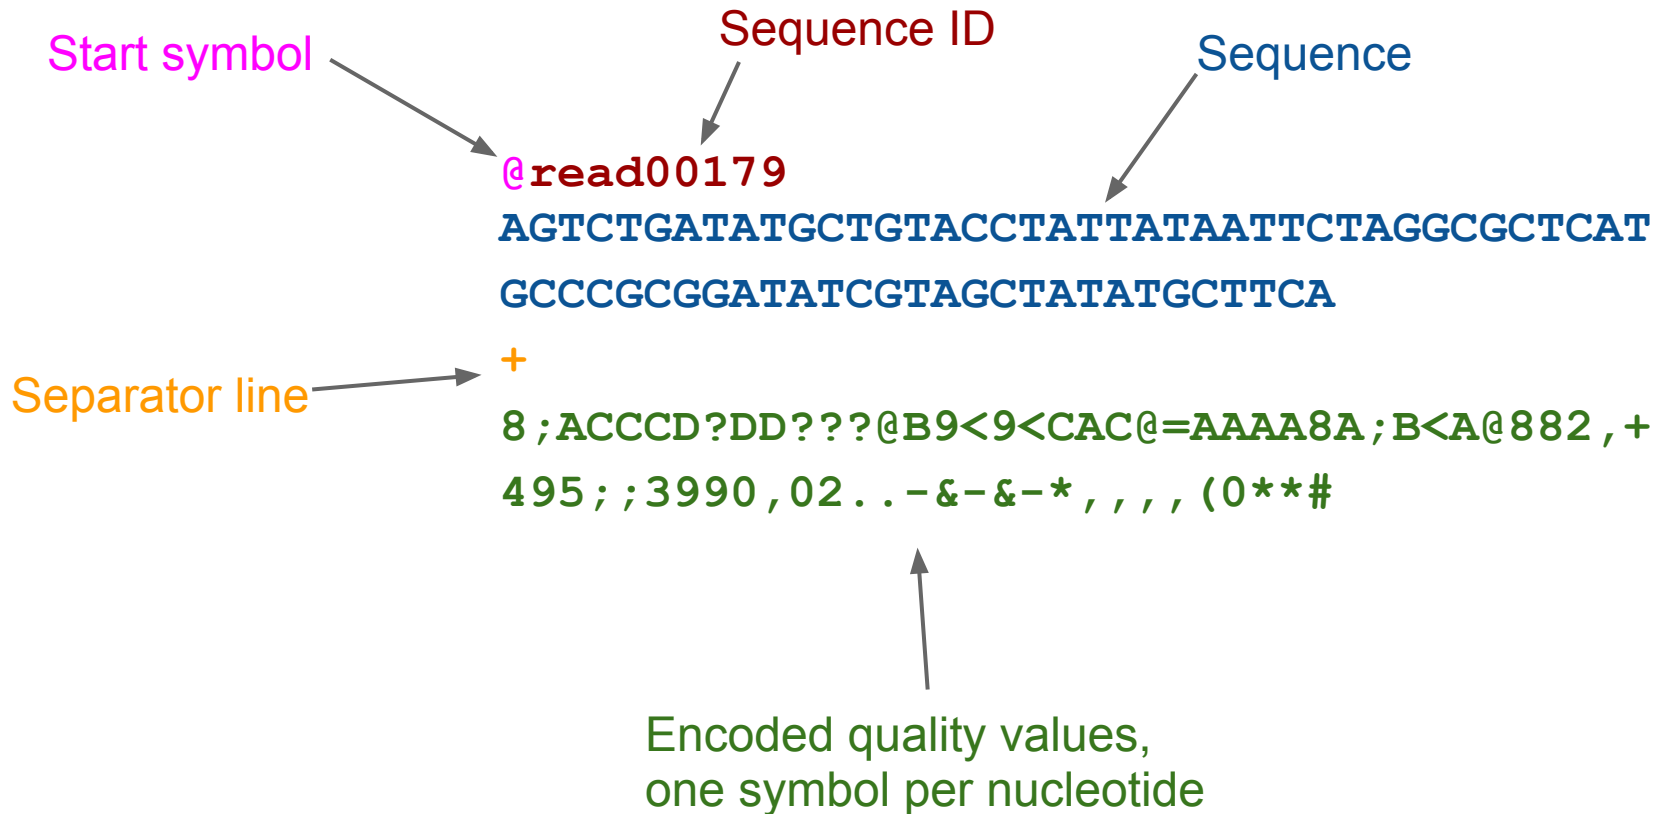 Sequence ID
Start symbol
Sequence
@read00179
AGTCTGATATGCTGTACCTATTATAATTCTAGGCGCTCAT
GCCCGCGGATATCGTAGCTATATGCTTCA
+
Separator line
8;ACCCD?DD???@B9<9<CAC@=AAAA8A;B<A@882,+
495;;3990,02..-&-&-*,,,,(0**#
Encoded quality values,
one symbol per nucleotide